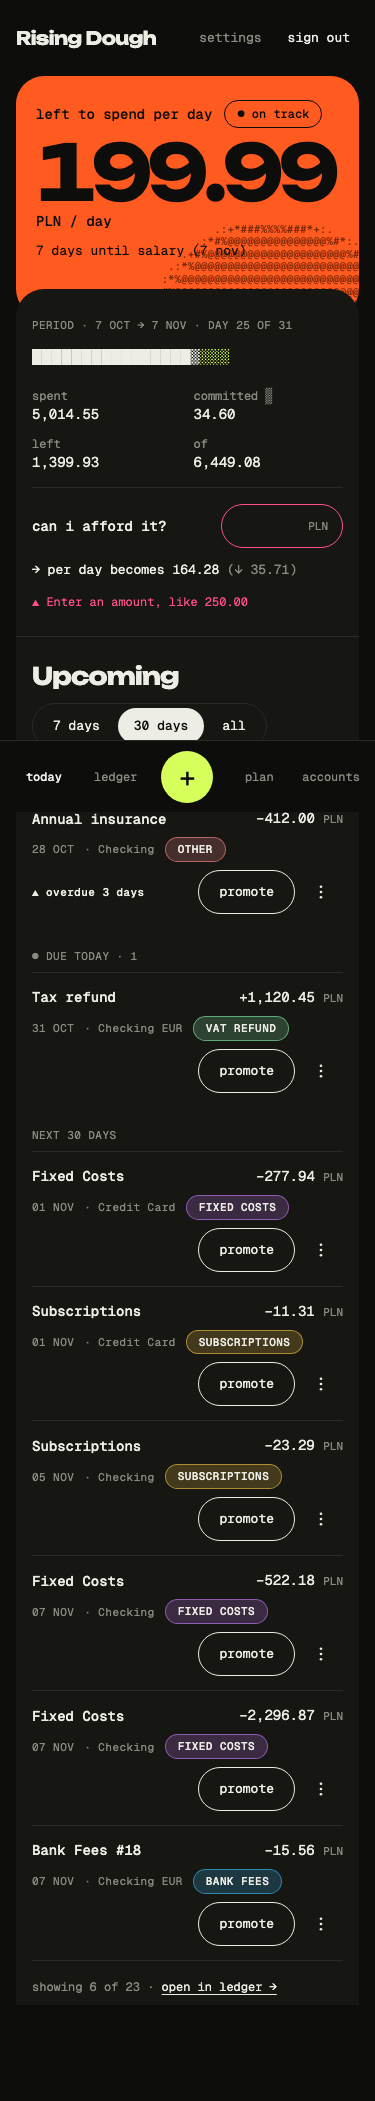 Rising Dough
settings
sign out
left to spend per day
● on track
199.99
PLN / day
7 days until salary (7 nov)
PERIOD · 7 OCT → 7 NOV · DAY 25 OF 31
spent
committed ▒
5,014.55
34.60
left
of
1,399.93
6,449.08
can i afford it?
PLN
→ per day becomes 164.28 (↓ 35.71)
▲ Enter an amount, like 250.00
Upcoming
7 days
30 days
all
today
ledger
+
plan
accounts
Annual insurance
−412.00 PLN
28 OCT · Checking
OTHER
▲ overdue 3 days
promote
⋮
● DUE TODAY · 1
Tax refund
+1,120.45 PLN
31 OCT · Checking EUR
VAT REFUND
promote
⋮
NEXT 30 DAYS
Fixed Costs
−277.94 PLN
01 NOV · Credit Card
FIXED COSTS
promote
⋮
Subscriptions
−11.31 PLN
01 NOV · Credit Card
SUBSCRIPTIONS
promote
⋮
Subscriptions
−23.29 PLN
05 NOV · Checking
SUBSCRIPTIONS
promote
⋮
Fixed Costs
−522.18 PLN
07 NOV · Checking
FIXED COSTS
promote
⋮
Fixed Costs
−2,296.87 PLN
07 NOV · Checking
FIXED COSTS
promote
⋮
Bank Fees #18
−15.56 PLN
07 NOV · Checking EUR
BANK FEES
promote
⋮
showing 6 of 23 · open in ledger →